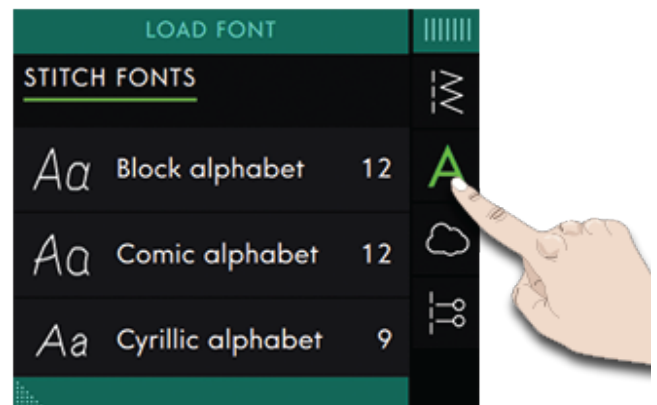 LOAD FONT
STITCH FONTS
Aa Block alphabet 12
A
Aa Comic alphabet 12
Aa Cyrillic alphabet 9